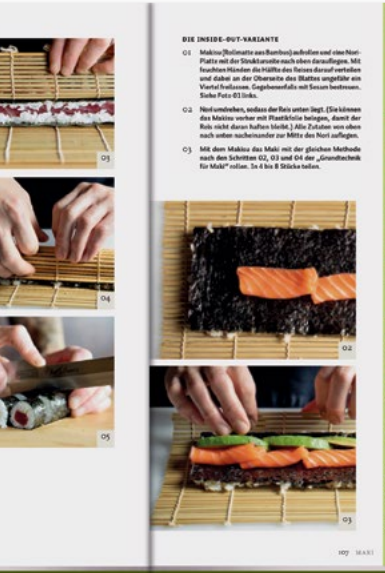 03
04
05
DIE INSIDE-OUT-VARIANTE
01 Makisu (Rollmatte aus Bambus) aufrollen und eine Nori-
Platte mit der Strukturseite nach oben darauflegen. Mit
feuchten Händen die Hälfte des Reises darauf verteilen
und dabei an der Oberseite des Blattes ungefähr ein
Viertel freilassen. Gegebenenfalls mit Sesam bestreuen.
Siehe Foto 01 links.
02 Nori umdrehen, sodass der Reis unten liegt. (Sie können
das Makisu vorher mit Plastikfolie belegen, damit der
Reis nicht daran haften bleibt.) Alle Zutaten von oben
nach unten nacheinander zur Mitte des Nori auflegen.
03 Mit dem Makisu das Maki mit der gleichen Methode
nach den Schritten 02, 03 und 04 der „Grundtechnik
für Maki“ rollen. In 4 bis 8 Stücke teilen.
02
03
107 MAKI